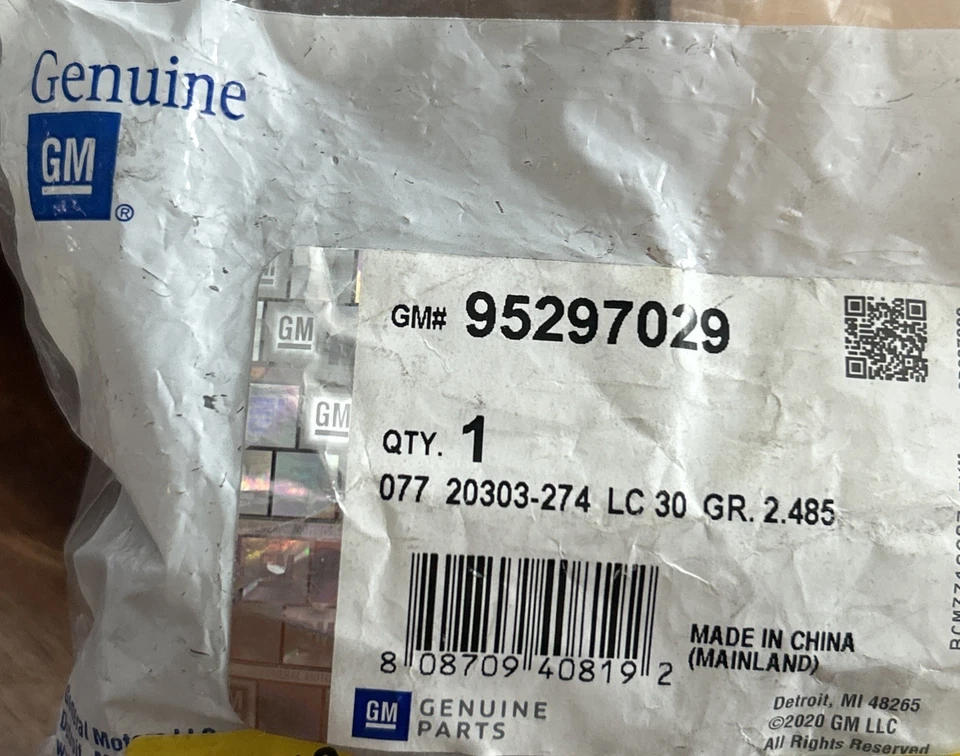 Genuine
GM
®
GM
GM
GM# 95297029
QTY. 1
077 20303-274 LC 30 GR. 2.485
8 08709 40819 2
MADE IN CHINA
(MAINLAND)
GM GENUINE
PARTS
Detroit, MI 48265
©2020 GM LLC
All Rights Reserved